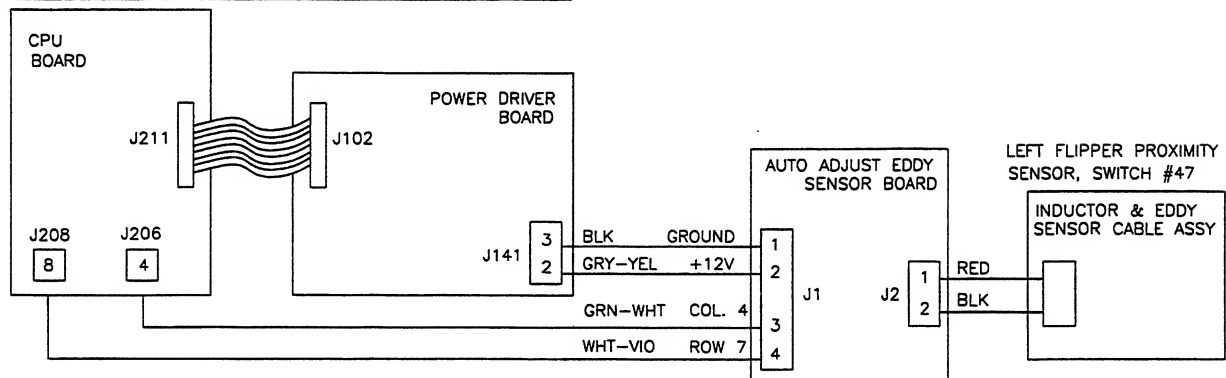 CPU
BOARD
J211
J102
POWER DRIVER
BOARD
J208
J206
8
4
J141
3
2
BLK GROUND
GRY-YEL +12V
GRN-WHT COL. 4
WHT-VIO ROW 7
AUTO ADJUST EDDY
SENSOR BOARD
1
2
3
4
J1
J2
1
2
RED
BLK
LEFT FLIPPER PROXIMITY
SENSOR, SWITCH #47
INDUCTOR & EDDY
SENSOR CABLE ASSY